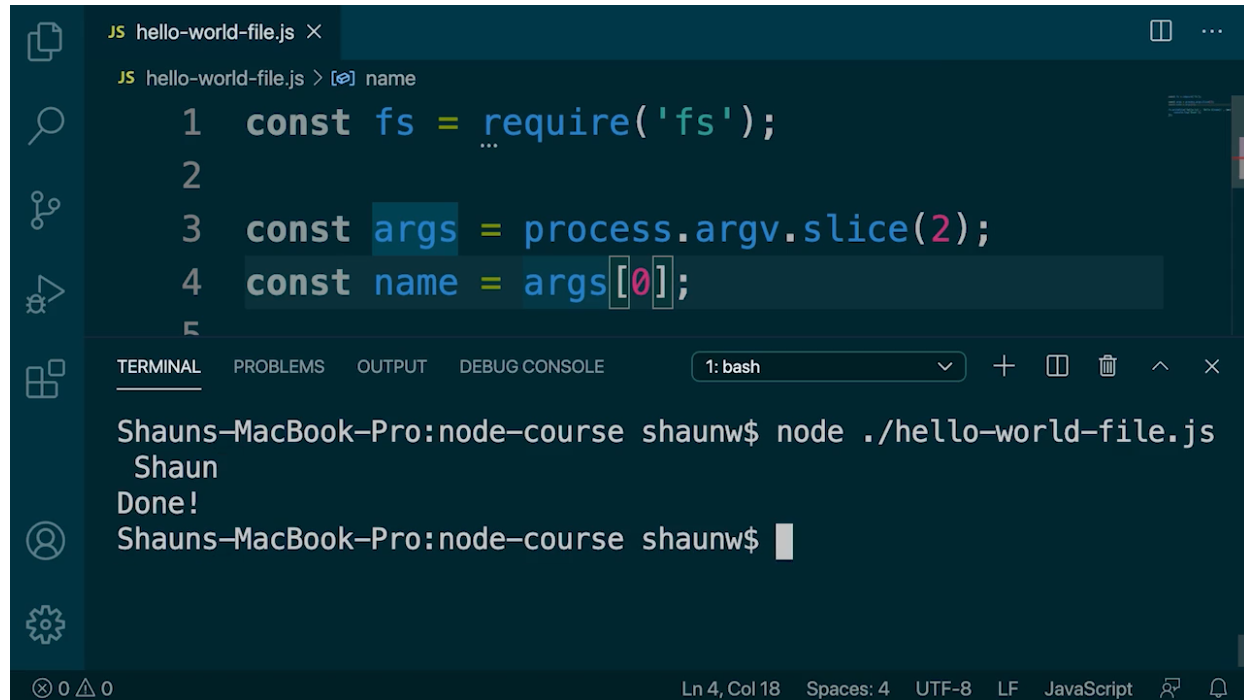 JS hello-world-file.js ×
JS hello-world-file.js > name
1 const fs = require('fs');
2
3 const args = process.argv.slice(2);
4 const name = args[0];
5
TERMINAL PROBLEMS OUTPUT DEBUG CONSOLE 1: bash
Shauns-MacBook-Pro:node-course shaunw$ node ./hello-world-file.js
Shaun
Done!
Shauns-MacBook-Pro:node-course shaunw$
0 0 Ln 4, Col 18 Spaces: 4 UTF-8 LF JavaScript